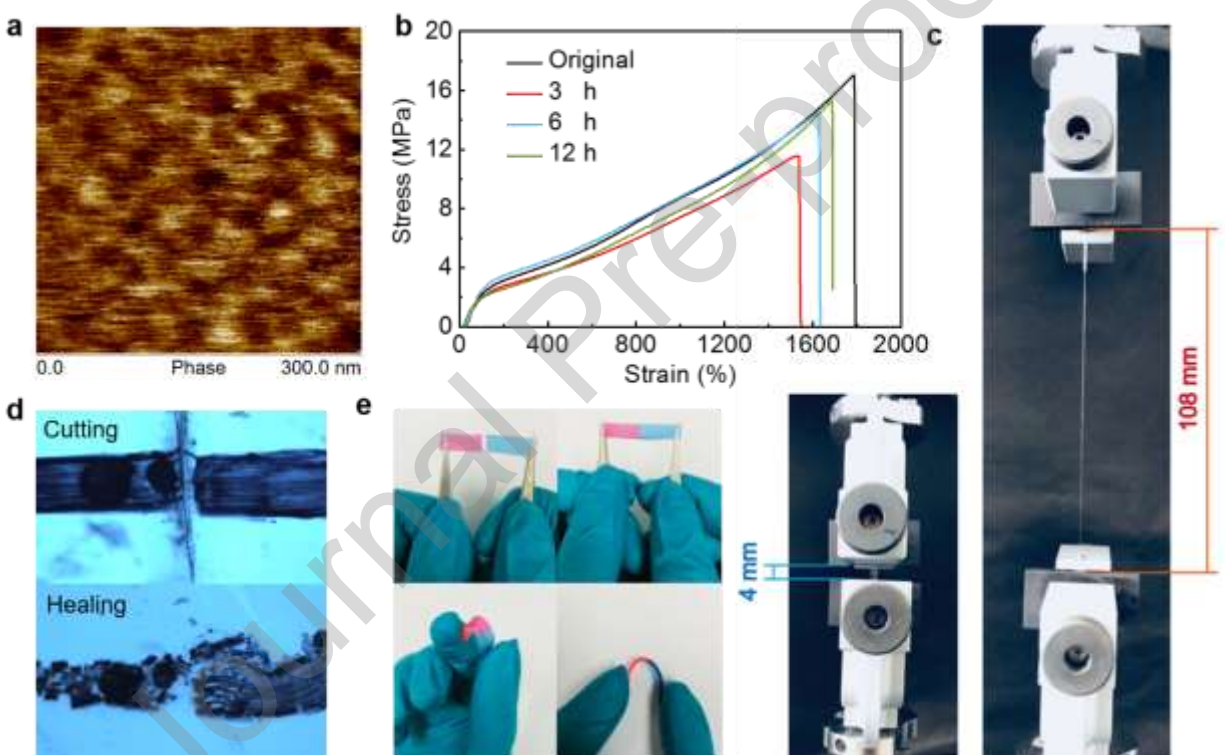 a
b
c
20
16
12
8
4
0
Stress (MPa)
Original
3 h
6 h
12 h
0 400 800 1200 1600 2000
Strain (%)
0.0 Phase 300.0 nm
108 mm
4 mm
d
Cutting
Healing
e
Journal Pre-proo